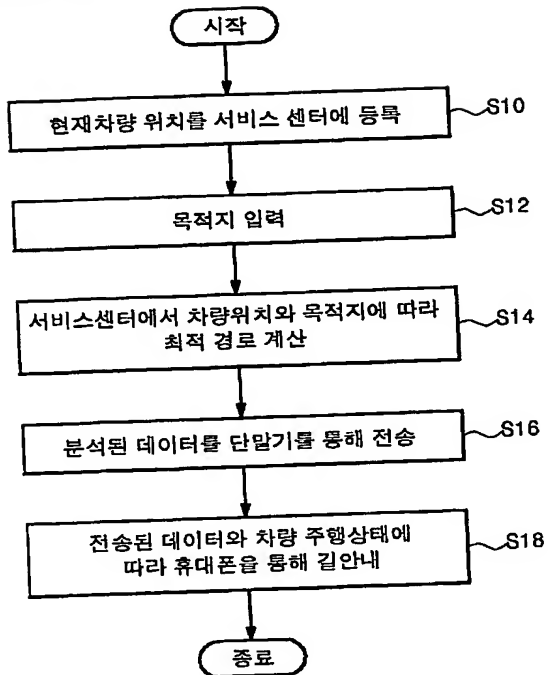 시작
현재차량 위치를 서비스 센터에 등록
S10
목적지 입력
S12
서비스센터에서 차량위치와 목적지에 따라
최적 경로 계산
S14
분석된 데이터를 단말기를 통해 전송
S16
전송된 데이터와 차량 주행상태에
따라 휴대폰을 통해 길안내
S18
종료